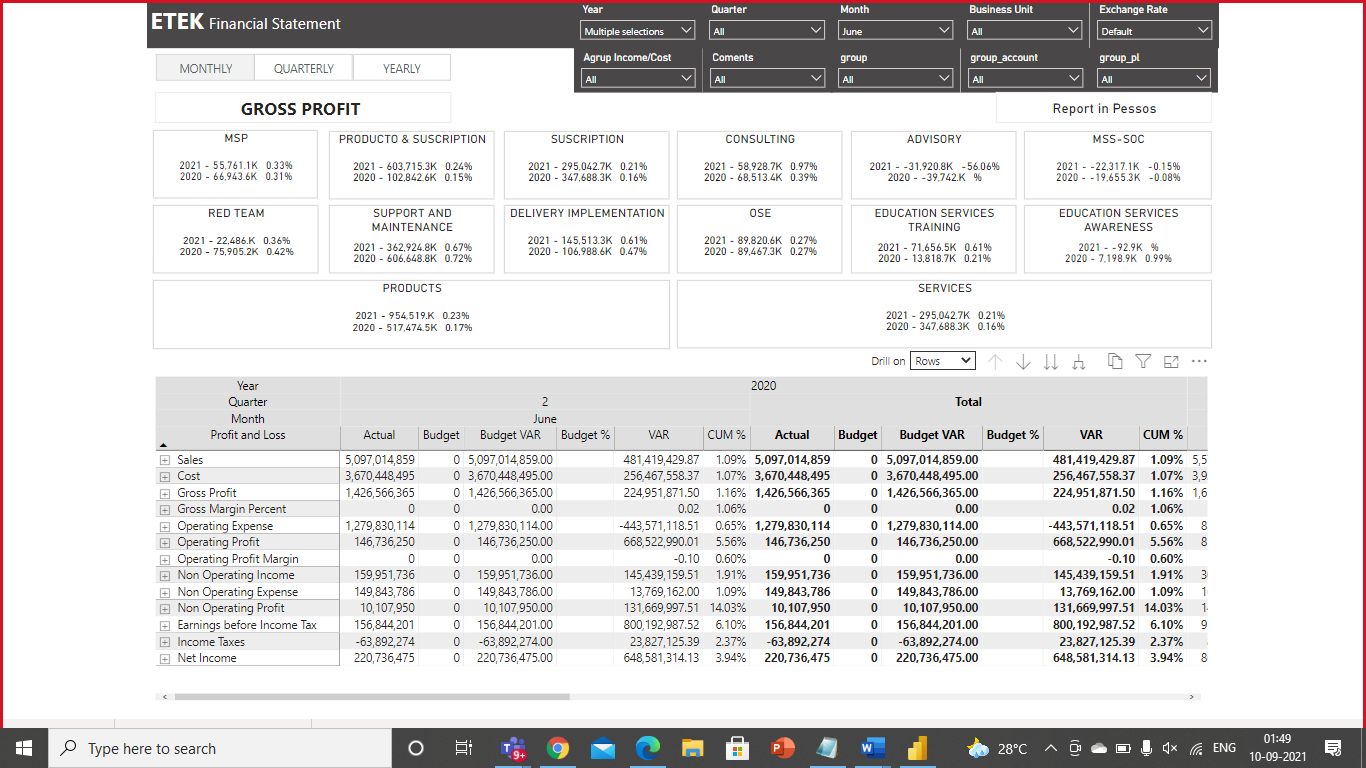 ETEK Financial Statement
Year Quarter Month Business Unit Exchange Rate
Multiple selections All June All Default
Agrup Income/Cost Coments group group_account group_pl
All All All All All
MONTHLY QUARTERLY YEARLY
GROSS PROFIT
Report in Pessos
MSP
2021 - 55,761.1K 0.33%
2020 - 66,943.6K 0.31%
PRODUCTO & SUSCRIPTION
2021 - 603,715.3K 0.24%
2020 - 102,842.6K 0.15%
SUSCRIPTION
2021 - 295,042.7K 0.21%
2020 - 347,688.3K 0.16%
CONSULTING
2021 - 58,928.7K 0.97%
2020 - 68,513.4K 0.39%
ADVISORY
2021 - -31,920.8K -56.06%
2020 - -39,742.K %
MSS-SOC
2021 - -22,317.1K -0.15%
2020 - -19,655.3K -0.08%
RED TEAM
2021 - 22,486.K 0.36%
2020 - 75,905.2K 0.42%
SUPPORT AND
MAINTENANCE
2021 - 362,924.8K 0.67%
2020 - 606,648.8K 0.72%
DELIVERY IMPLEMENTATION
2021 - 145,513.3K 0.61%
2020 - 106,988.6K 0.47%
OSE
2021 - 89,820.6K 0.27%
2020 - 89,467.3K 0.27%
EDUCATION SERVICES
TRAINING
2021 - 71,656.5K 0.61%
2020 - 13,818.7K 0.21%
EDUCATION SERVICES
AWARENESS
2021 - -92.9K %
2020 - 7,198.9K 0.99%
PRODUCTS
2021 - 954,519.K 0.23%
2020 - 517,474.5K 0.17%
SERVICES
2021 - 295,042.7K 0.21%
2020 - 347,688.3K 0.16%
Drill on Rows
Year 2020
Quarter 2 Total
Month June
Profit and Loss Actual Budget Budget VAR Budget % VAR CUM % Actual Budget Budget VAR Budget % VAR CUM %
Sales 5,097,014,859 0 5,097,014,859.00 481,419,429.87 1.09% 5,097,014,859 0 5,097,014,859.00 481,419,429.87 1.09% 5,5
Cost 3,670,448,495 0 3,670,448,495.00 256,467,558.37 1.07% 3,670,448,495 0 3,670,448,495.00 256,467,558.37 1.07% 3,9
Gross Profit 1,426,566,365 0 1,426,566,365.00 224,951,871.50 1.16% 1,426,566,365 0 1,426,566,365.00 224,951,871.50 1.16% 1,6
Gross Margin Percent 0 0 0.00 0.02 1.06% 0 0 0.00 0.02 1.06%
Operating Expense 1,279,830,114 0 1,279,830,114.00 -443,571,118.51 0.65% 1,279,830,114 0 1,279,830,114.00 -443,571,118.51 0.65% 8
Operating Profit 146,736,250 0 146,736,250.00 668,522,990.01 5.56% 146,736,250 0 146,736,250.00 668,522,990.01 5.56% 8
Operating Profit Margin 0 0 0.00 -0.10 0.60% 0 0 0.00 -0.10 0.60%
Non Operating Income 159,951,736 0 159,951,736.00 145,439,159.51 1.91% 159,951,736 0 159,951,736.00 145,439,159.51 1.91%
Non Operating Expense 149,843,786 0 149,843,786.00 13,769,162.00 1.09% 149,843,786 0 149,843,786.00 13,769,162.00 1.09% 1
Non Operating Profit 10,107,950 0 10,107,950.00 131,669,997.51 14.03% 10,107,950 0 10,107,950.00 131,669,997.51 14.03%
Earnings before Income Tax 156,844,201 0 156,844,201.00 800,192,987.52 6.10% 156,844,201 0 156,844,201.00 800,192,987.52 6.10% 9
Income Taxes -63,892,274 0 -63,892,274.00 23,827,125.39 2.37% -63,892,274 0 -63,892,274.00 23,827,125.39 2.37%
Net Income 220,736,475 0 220,736,475.00 648,581,314.13 3.94% 220,736,475 0 220,736,475.00 648,581,314.13 3.94% 8
Type here to search 9+ 28°C ENG 01:49
10-09-2021